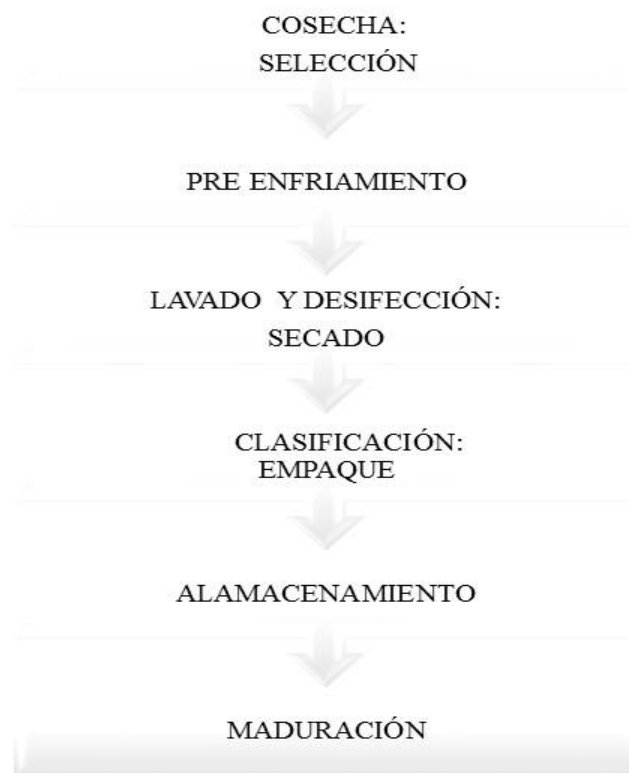 COSECHA:
SELECCIÓN
PRE ENFRIAMIENTO
LAVADO Y DESIFECCIÓN:
SECADO
CLASIFICACIÓN:
EMPAQUE
ALAMACENAMIENTO
MADURACIÓN